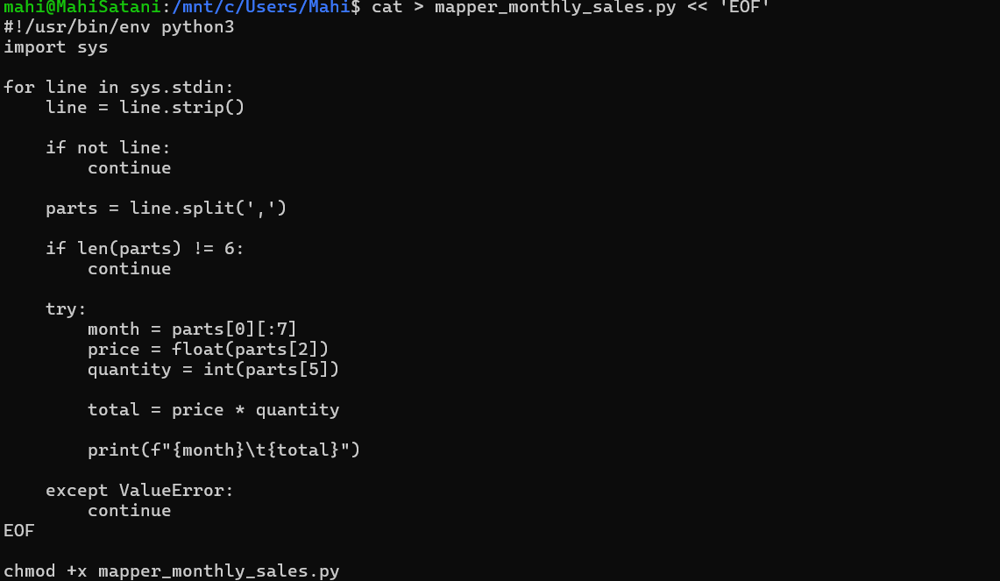 mahi@MahiSatani:/mnt/c/Users/Mahi$ cat > mapper_monthly_sales.py << 'EOF'
#!/usr/bin/env python3
import sys

for line in sys.stdin:
    line = line.strip()

    if not line:
        continue

    parts = line.split(',')

    if len(parts) != 6:
        continue

    try:
        month = parts[0][:7]
        price = float(parts[2])
        quantity = int(parts[5])

        total = price * quantity

        print(f"{month}\t{total}")

    except ValueError:
        continue
EOF

chmod +x mapper_monthly_sales.py